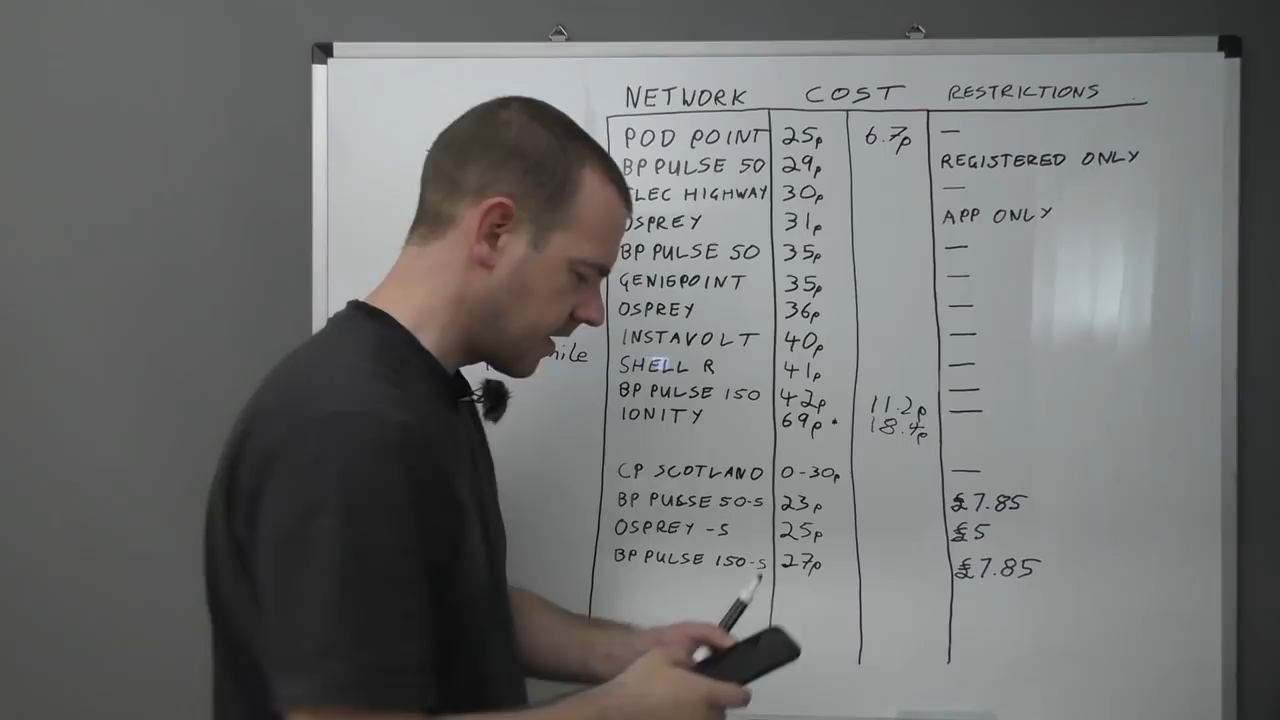 NETWORK COST RESTRICTIONS
POD POINT 25p 6.7p —
BP PULSE 50 29p REGISTERED ONLY
LEC HIGHWAY 30p —
OSPREY 31p APP ONLY
BP PULSE 50 35p —
GENIEPOINT 35p —
OSPREY 36p —
INSTAVOLT 40p —
mile
SHELL R 41p —
BP PULSE 150 42p 11.2p —
IONITY 69p 18.4p —
CP SCOTLAND 0-30p —
BP PULSE 50-S 23p £7.85
OSPREY -S 25p £5
BP PULSE 150-S 27p £7.85